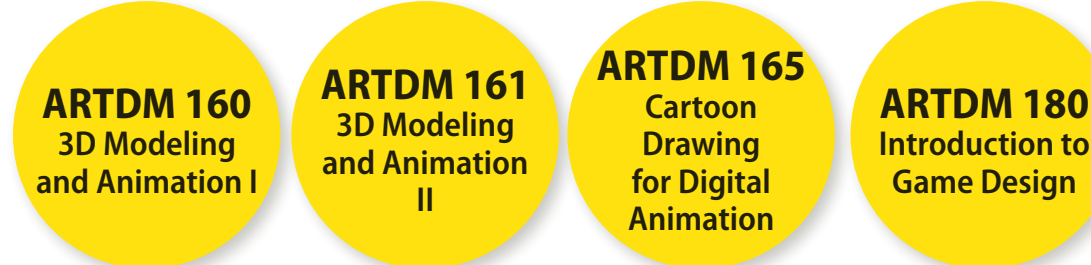 ARTDM 160
3D Modeling
and Animation I
ARTDM 161
3D Modeling
and Animation
II
ARTDM 165
Cartoon
Drawing
for Digital
Animation
ARTDM 180
Introduction to
Game Design